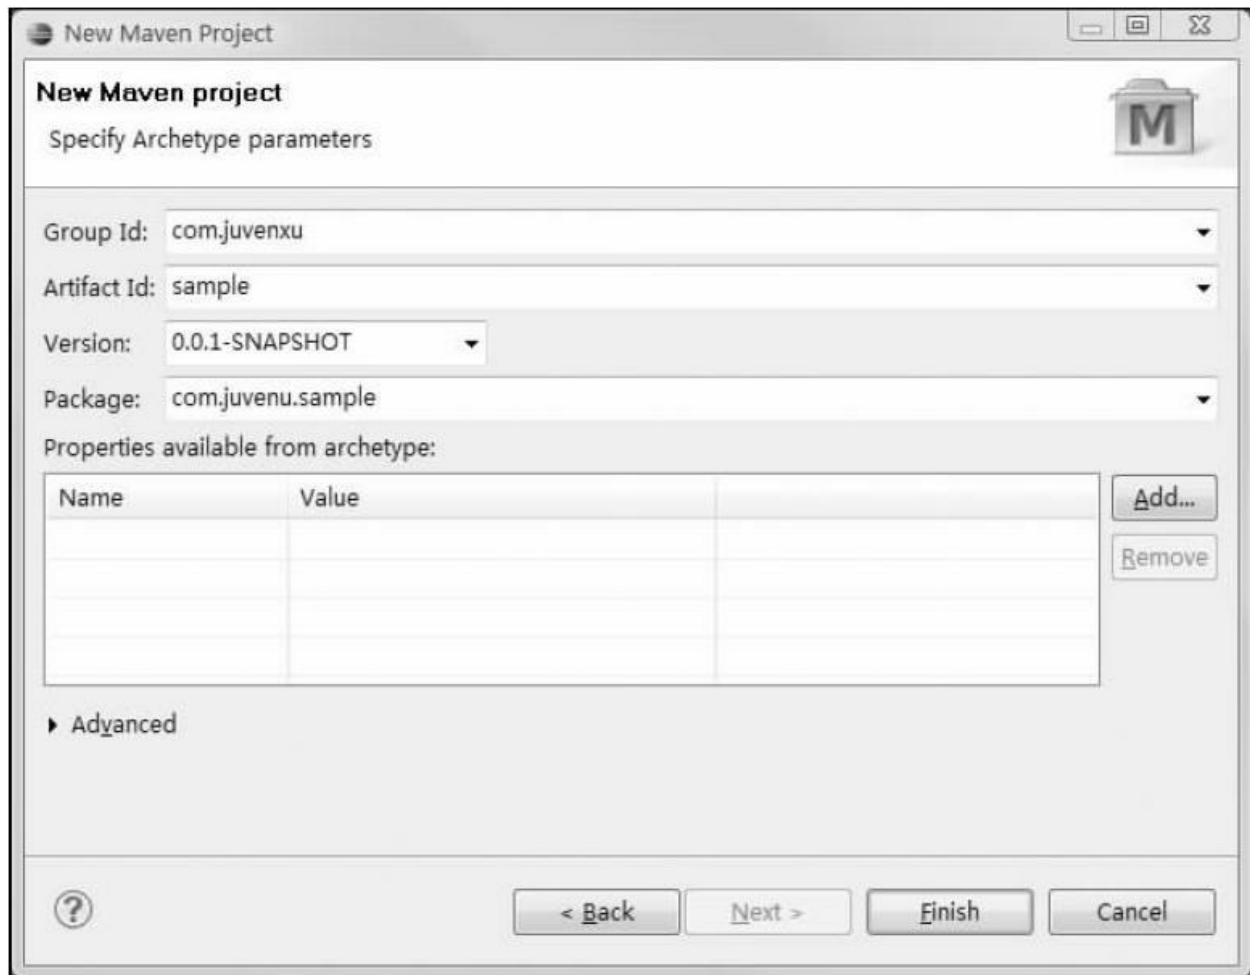 New Maven Project
New Maven project
Specify Archetype parameters
M
Group Id: com.juvenxu
Artifact Id: sample
Version: 0.0.1-SNAPSHOT
Package: com.juvenu.sample
Properties available from archetype:
Name Value
Add...
Remove
Advanced
? < Back Next > Finish Cancel